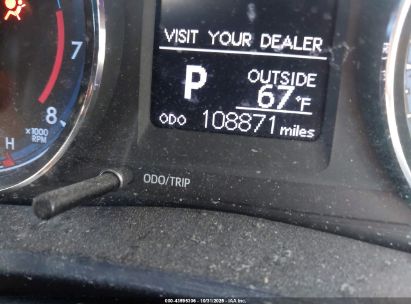 VISIT YOUR DEALER
P
OUTSIDE
67°F
ODO 108871 miles
7
8
x1000
RPM
H
ODO/TRIP